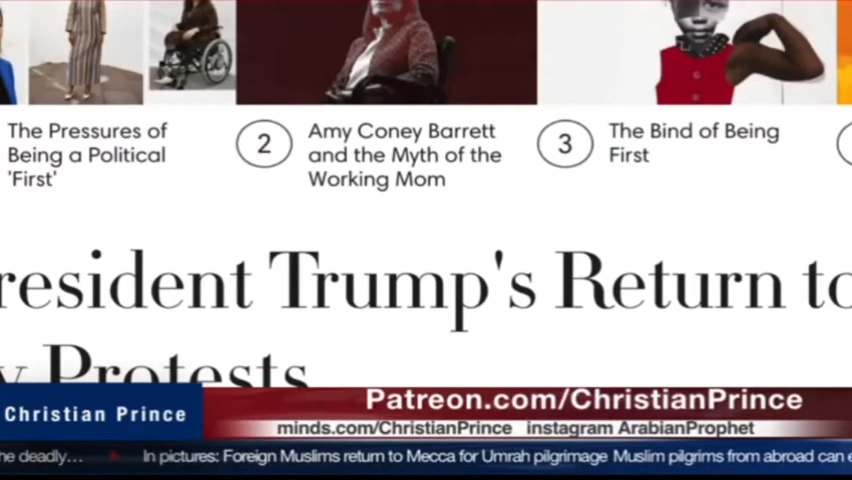 The Pressures of
Being a Political
'First'
2
Amy Coney Barrett
and the Myth of the
Working Mom
3
The Bind of Being
First
resident Trump's Return to
y Protests
Christian Prince
Patreon.com/ChristianPrince
minds.com/ChristianPrince instagram ArabianProphet
he deadly... In pictures: Foreign Muslims return to Mecca for Umrah pilgrimage Muslim pilgrims from abroad can e